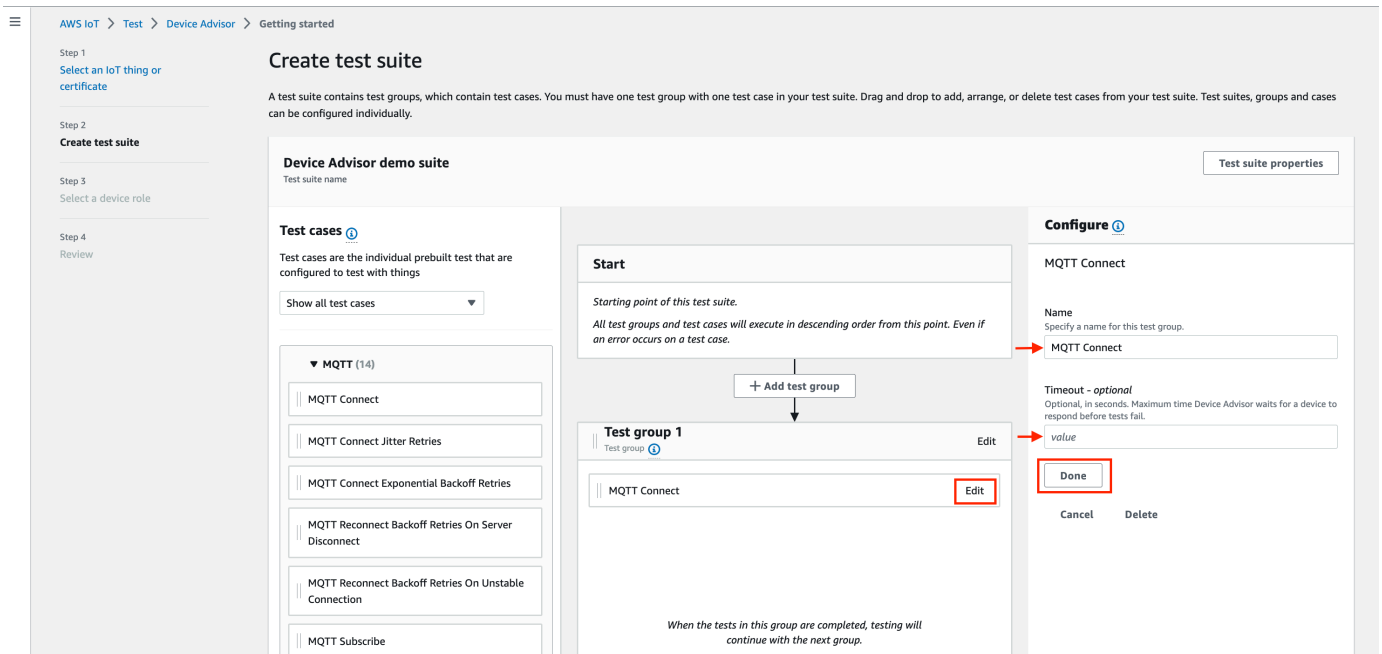 AWS IoT > Test > Device Advisor > Getting started
Step 1
Select an IoT thing or
certificate
Step 2
Create test suite
Step 3
Select a device role
Step 4
Review
Create test suite
A test suite contains test groups, which contain test cases. You must have one test group with one test case in your test suite. Drag and drop to add, arrange, or delete test cases from your test suite. Test suites, groups and cases
can be configured individually.
Device Advisor demo suite
Test suite name
Test suite properties
Test cases
Test cases are the individual prebuilt test that are
configured to test with things
Show all test cases
MQTT (14)
MQTT Connect
MQTT Connect Jitter Retries
MQTT Connect Exponential Backoff Retries
MQTT Reconnect Backoff Retries On Server
Disconnect
MQTT Reconnect Backoff Retries On Unstable
Connection
MQTT Subscribe
Start
Starting point of this test suite.
All test groups and test cases will execute in descending order from this point. Even if
an error occurs on a test case.
+ Add test group
Test group 1
Test group
Edit
MQTT Connect
Edit
When the tests in this group are completed, testing will
continue with the next group.
Configure
MQTT Connect
Name
Specify a name for this test group.
MQTT Connect
Timeout - optional
Optional, in seconds. Maximum time Device Advisor waits for a device to
respond before tests fail.
value
Done
Cancel
Delete